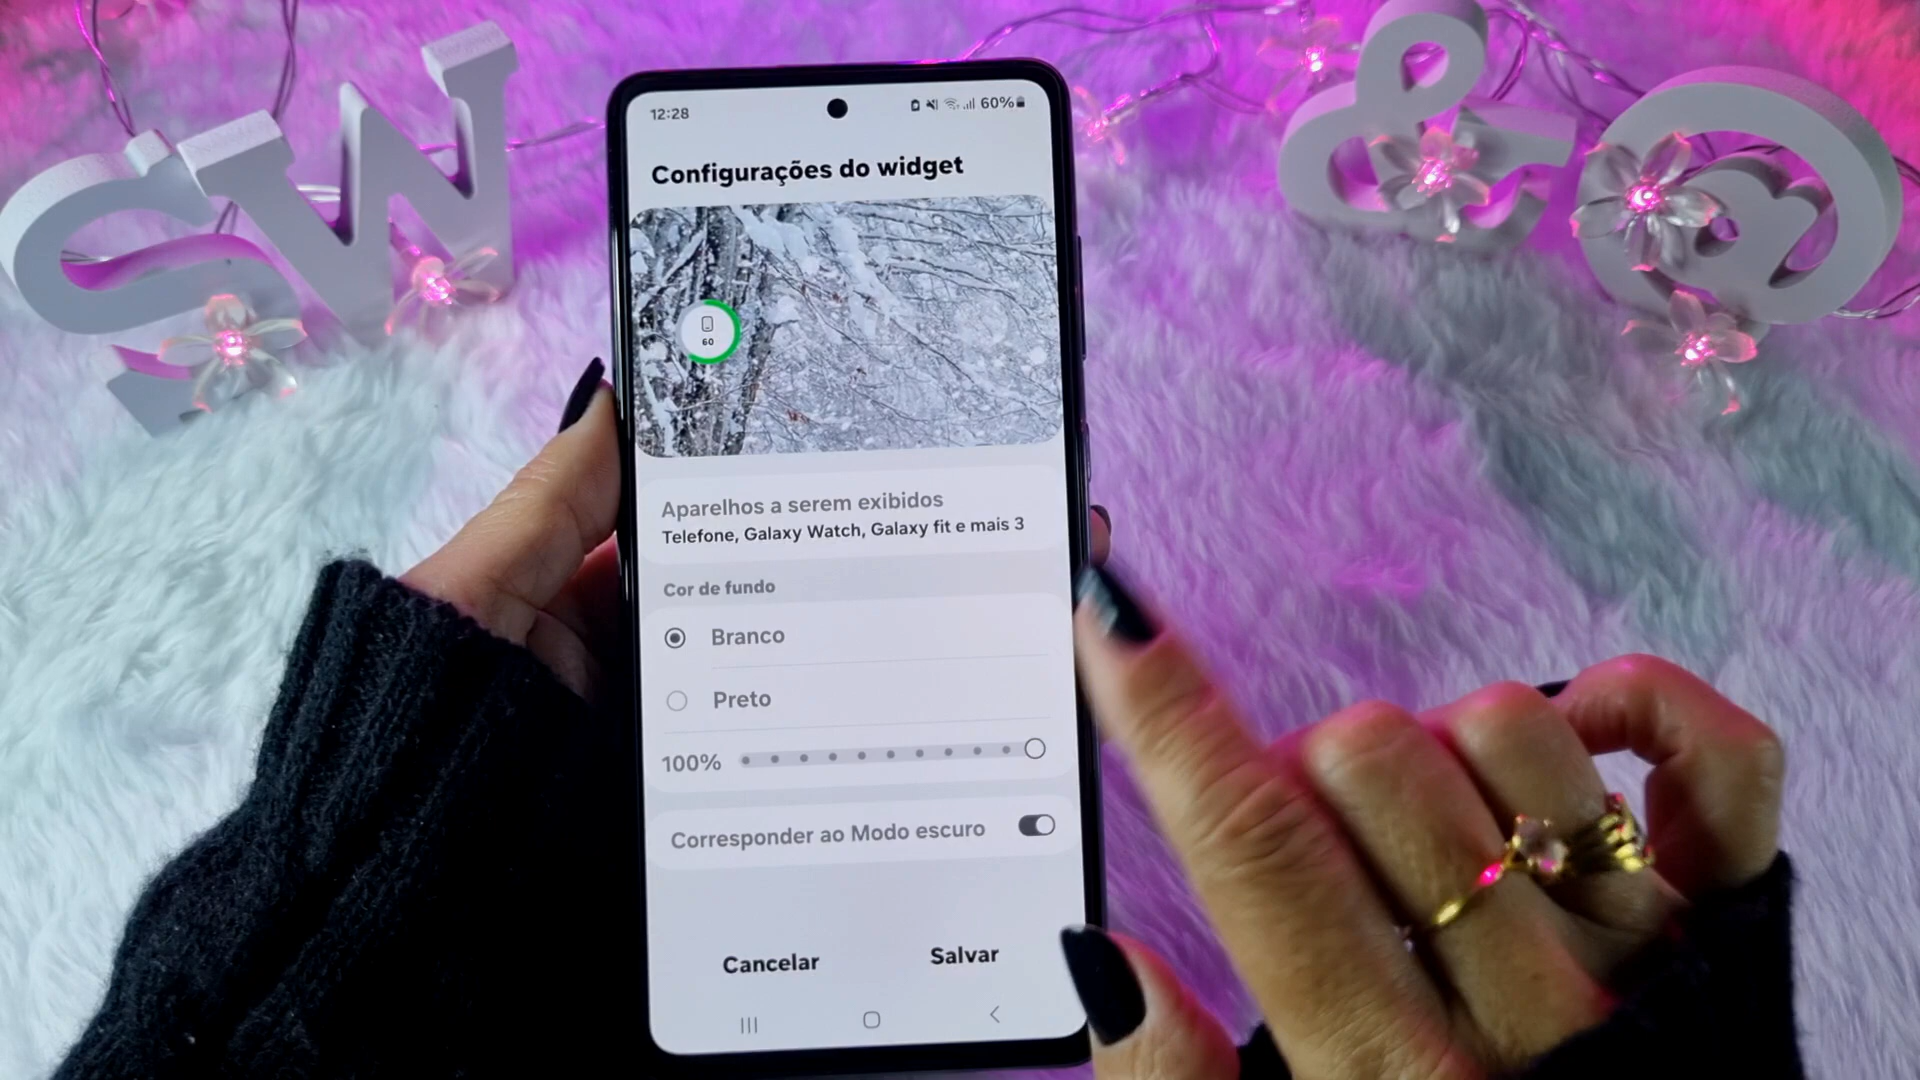 SW
&
@
12:28
60%
Configurações do widget
60
Aparelhos a serem exibidos
Telefone, Galaxy Watch, Galaxy fit e mais 3
Cor de fundo
Branco
Preto
100%
Corresponder ao Modo escuro
Cancelar
Salvar